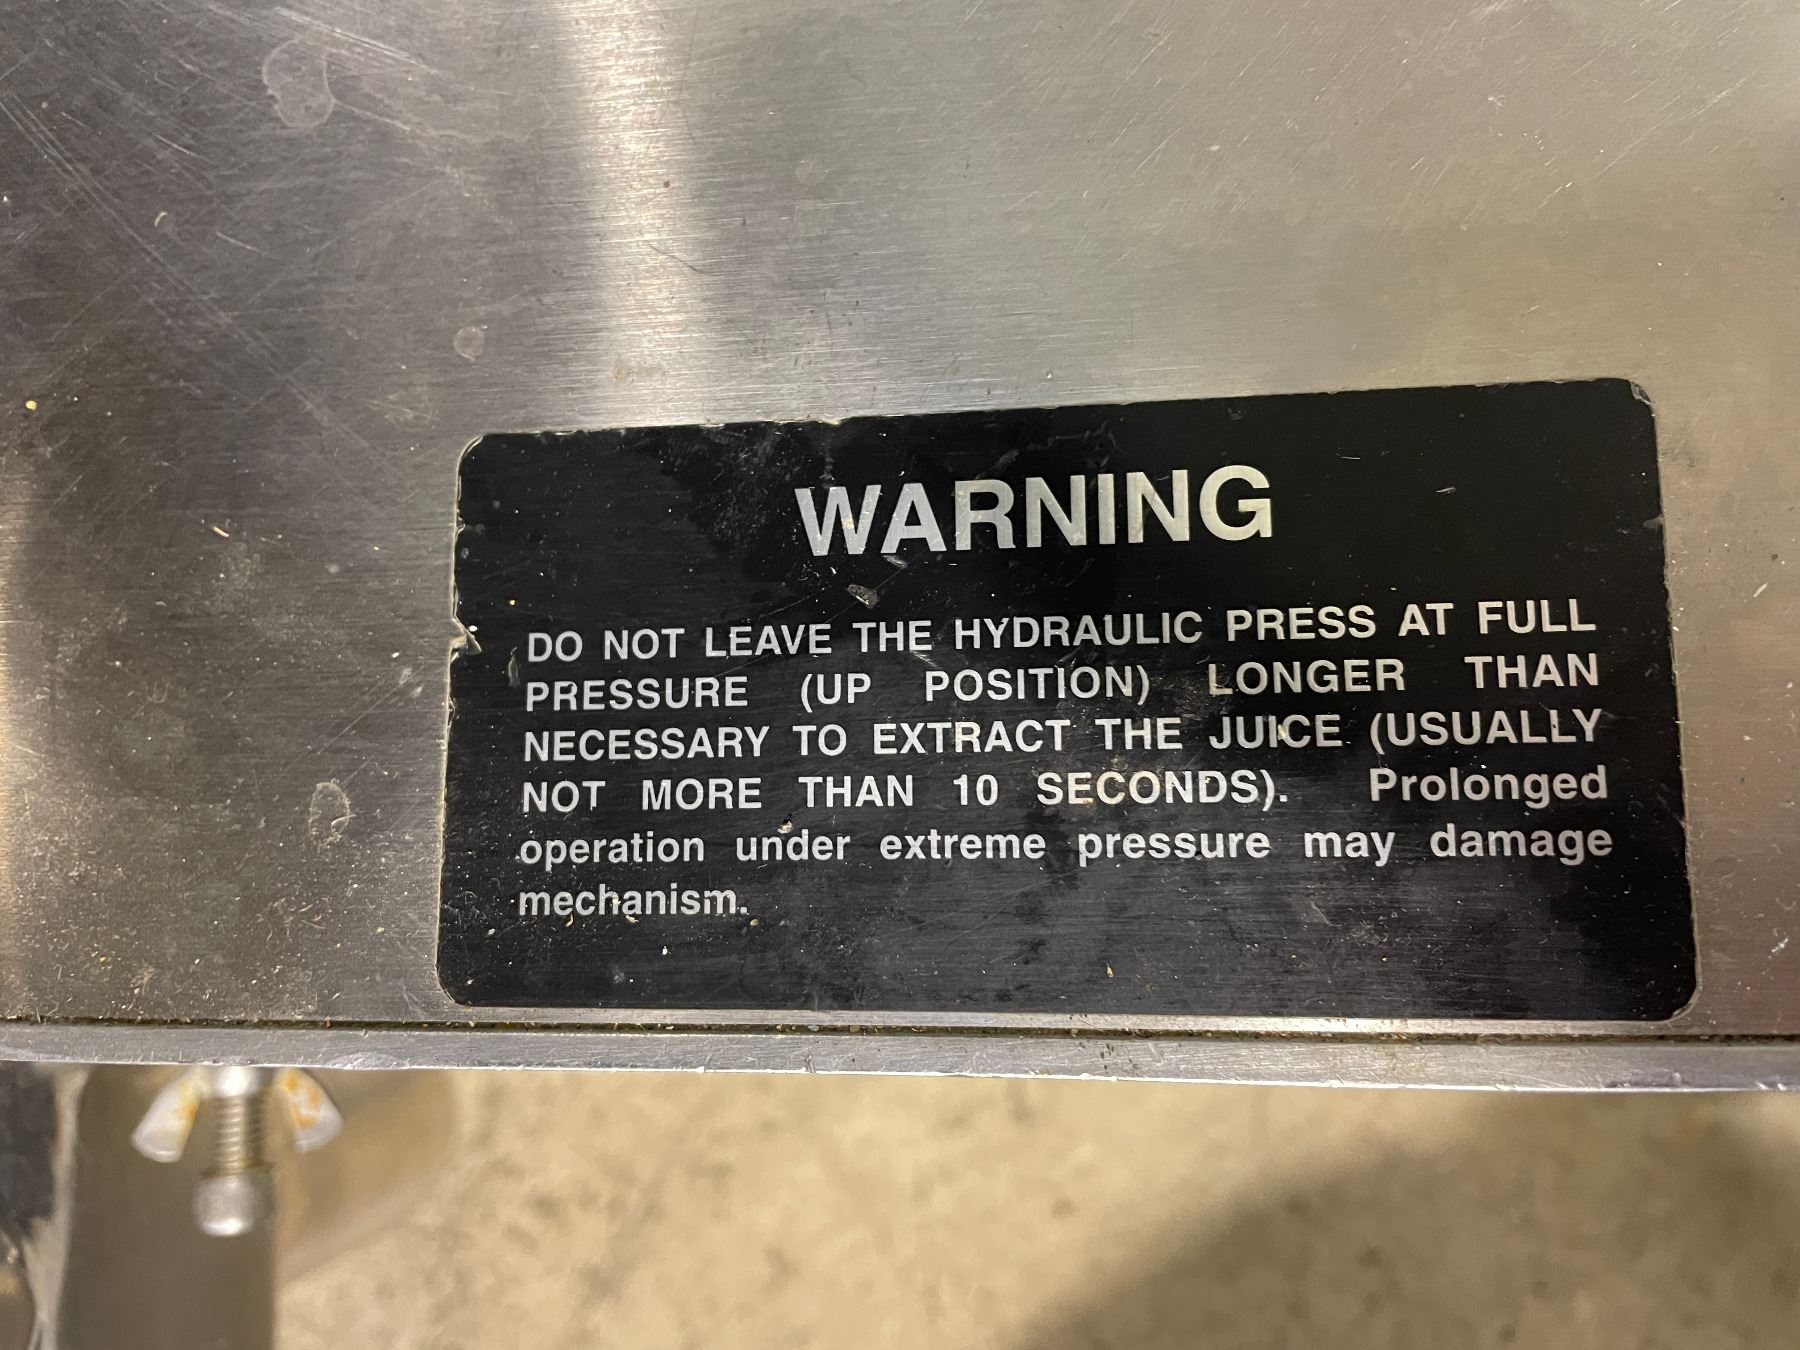 WARNING
DO NOT LEAVE THE HYDRAULIC PRESS AT FULL
PRESSURE (UP POSITION) LONGER THAN
NECESSARY TO EXTRACT THE JUICE (USUALLY
NOT MORE THAN 10 SECONDS). Prolonged
operation under extreme pressure may damage
mechanism.